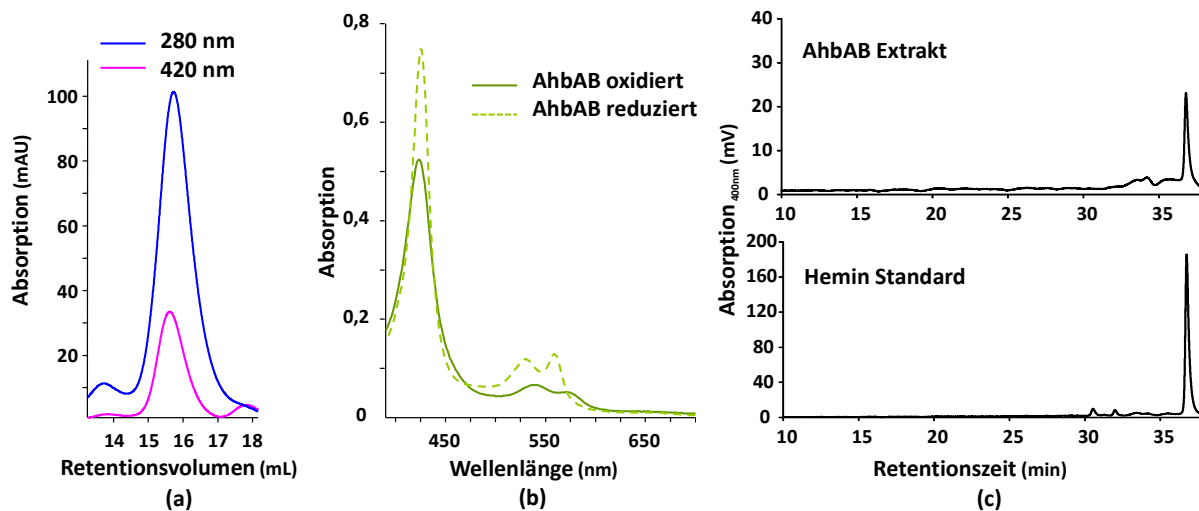 280 nm
420 nm
Absorption (mAU)
100
80
60
40
20
14 15 16 17 18
Retentionsvolumen (mL)
(a)
AhbAB oxidiert
AhbAB reduziert
Absorption
0,8
0,6
0,4
0,2
0
450 550 650
Wellenlänge (nm)
(b)
AhbAB Extrakt
Absorption 400nm (mV)
40
30
20
10
0
10 15 20 25 30 35
Hemin Standard
200
160
120
80
40
0
10 15 20 25 30 35
Retentionszeit (min)
(c)